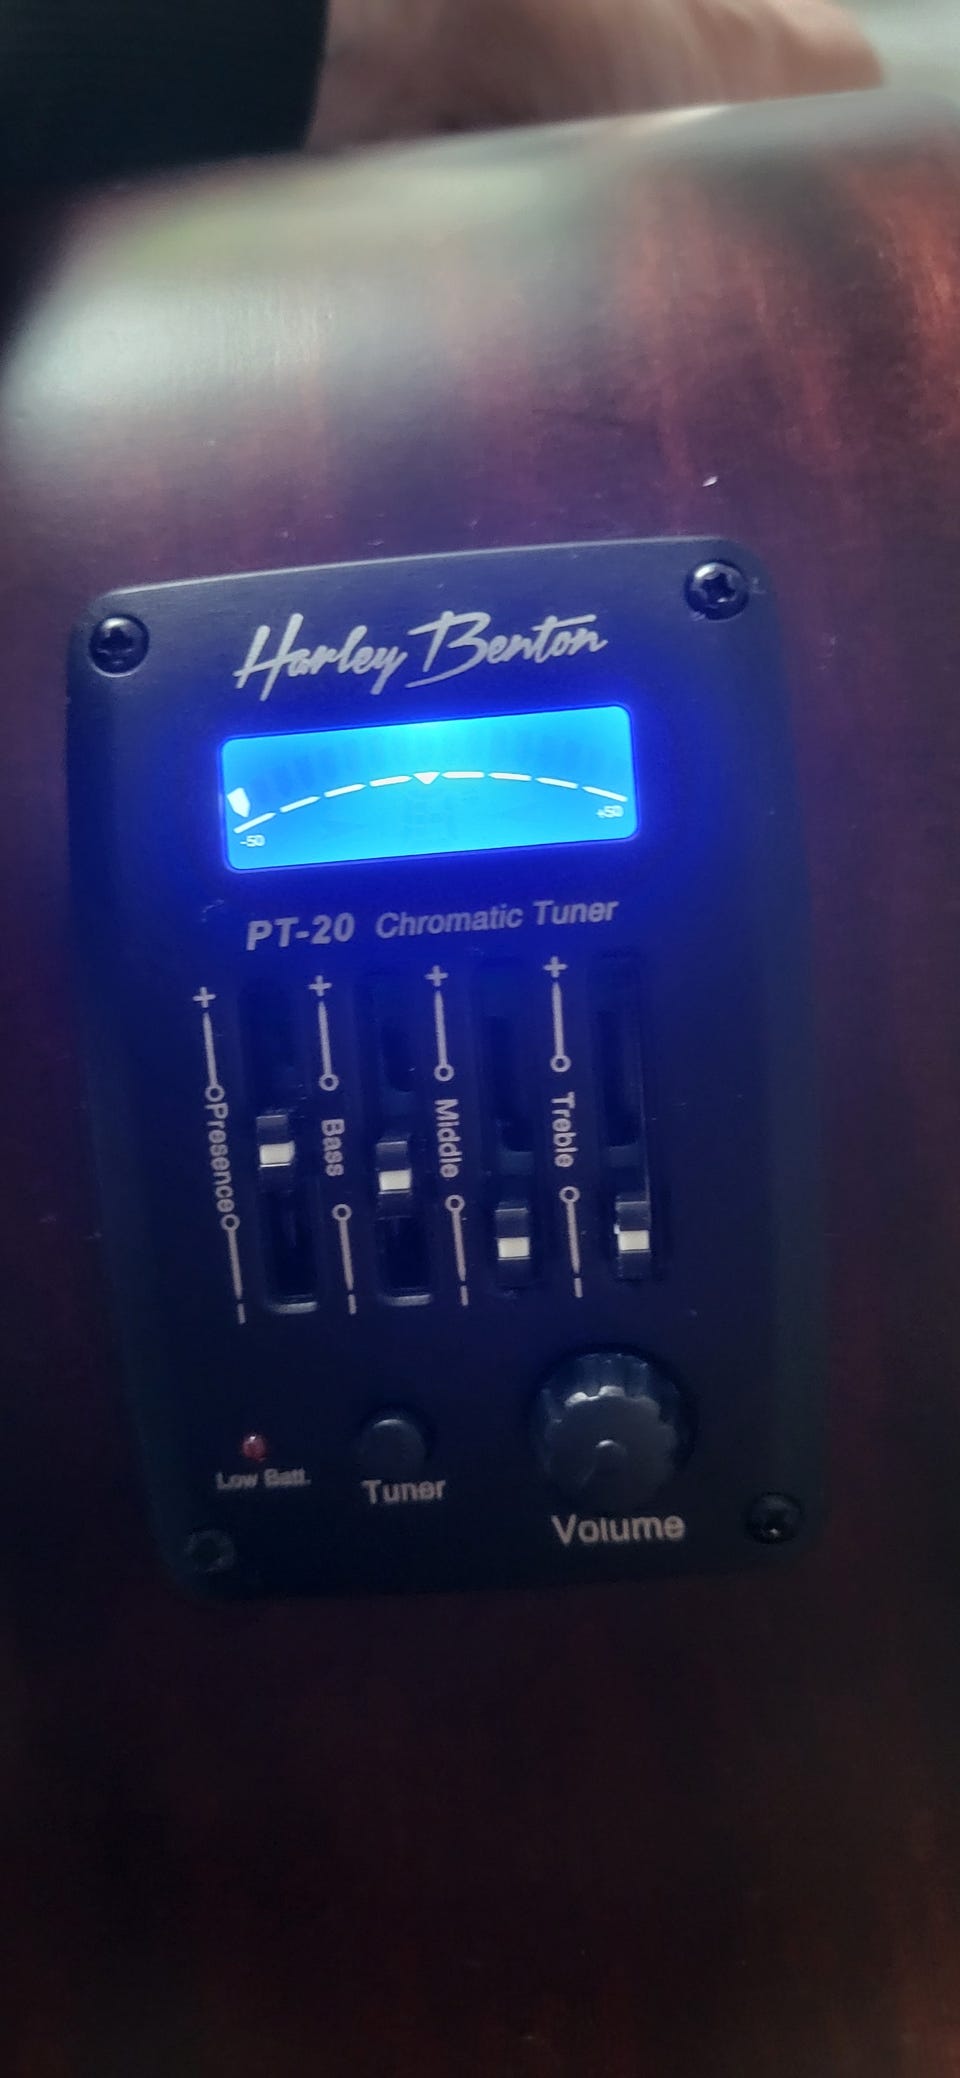 Harley Benton
-50 +50
PT-20 Chromatic Tuner
+ + + +
Presence Bass Middle Treble
- - - -
Low Batt. Tuner
Volume